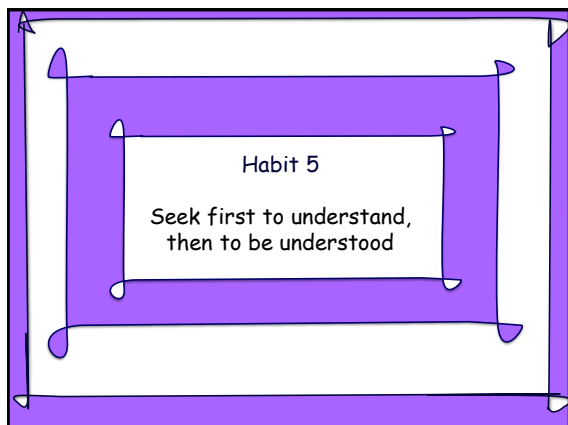 Habit 5
Seek first to understand,
then to be understood